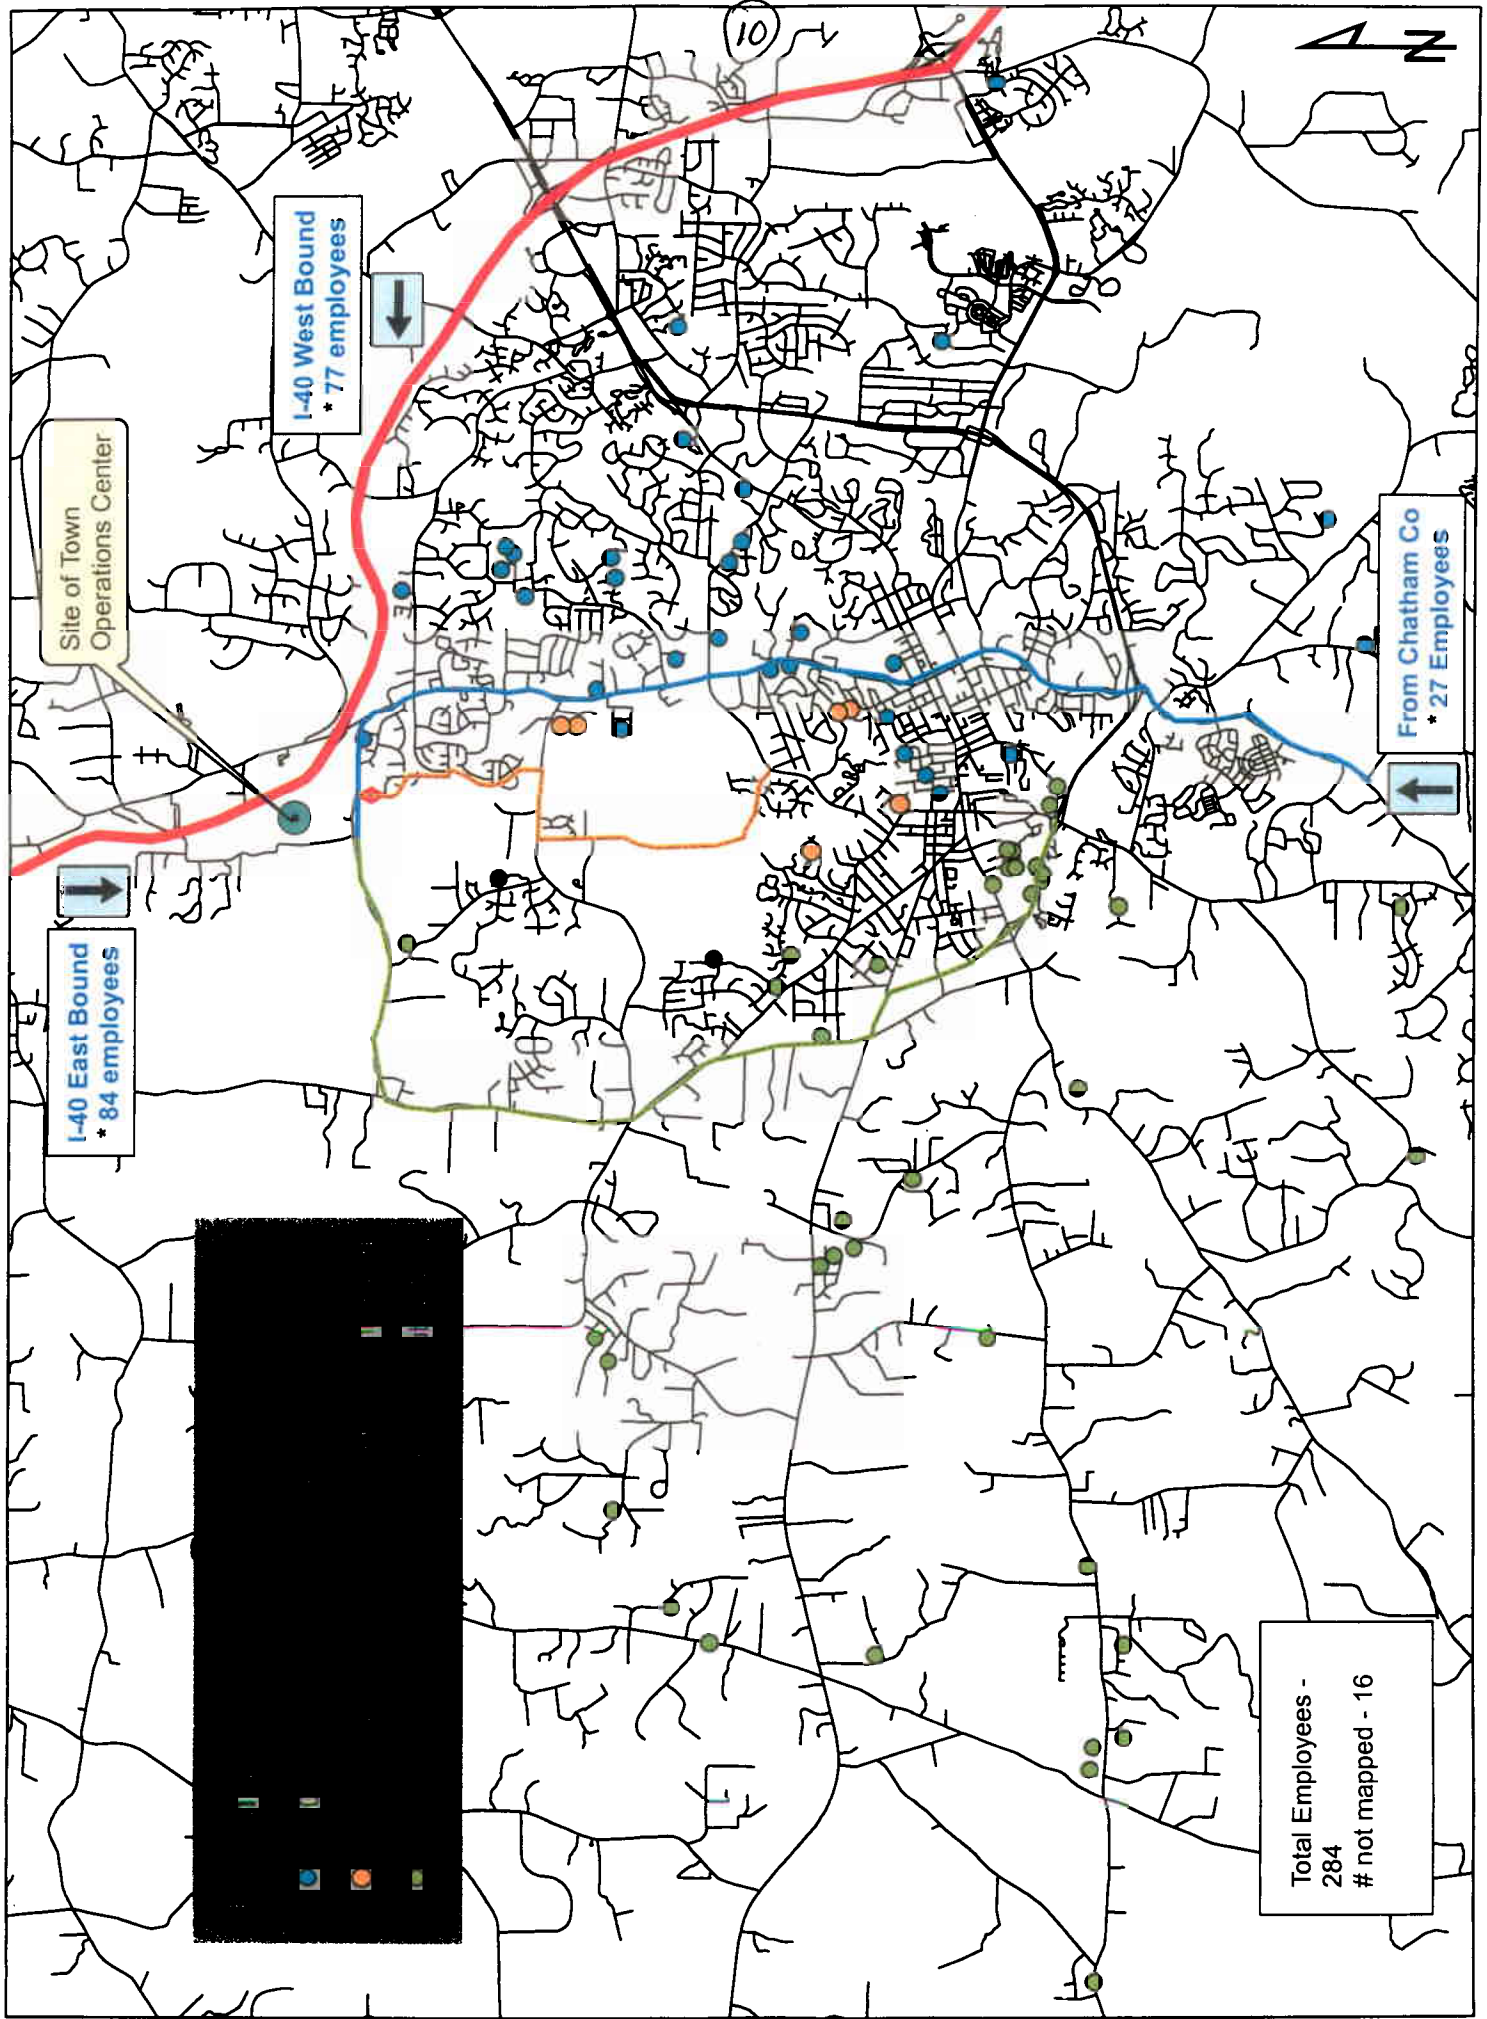 I-40 East Bound
* 84 employees
Site of Town
Operations Center
I-40 West Bound
* 77 employees
10
N
From Chatham Co
* 27 Employees
Total Employees -
284
# not mapped - 16